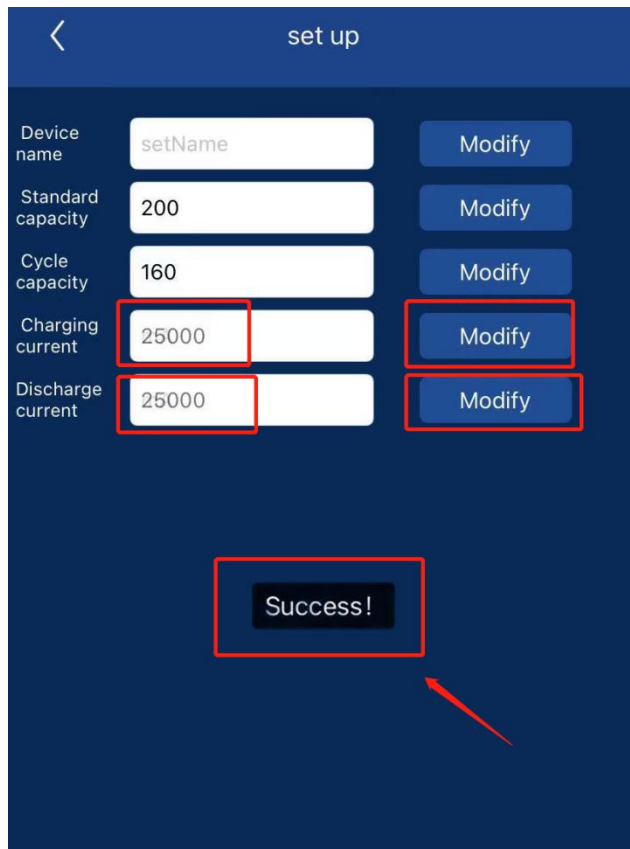 set up
Device
name
setName
Modify
Standard
capacity
200
Modify
Cycle
capacity
160
Modify
Charging
current
25000
Modify
Discharge
current
25000
Modify
Success!